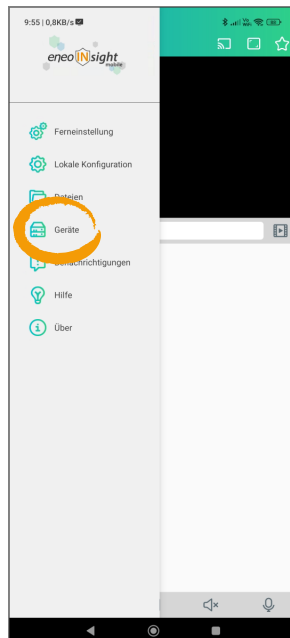 9:55 | 0,8KB/s
eneo INsight
mobile
Ferneinstellung
Lokale Konfiguration
Dateien
Geräte
Benachrichtigungen
Hilfe
Über